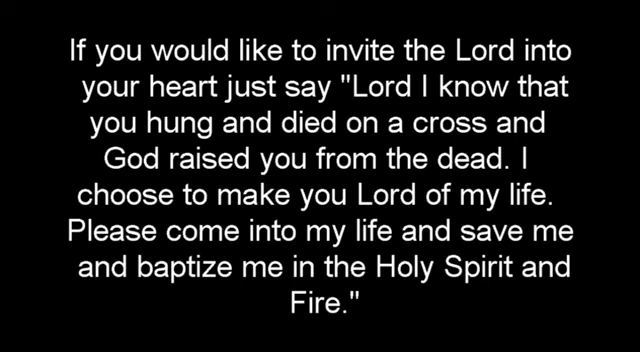 If you would like to invite the Lord into
your heart just say "Lord I know that
you hung and died on a cross and
God raised you from the dead. I
choose to make you Lord of my life.
Please come into my life and save me
and baptize me in the Holy Spirit and
Fire."